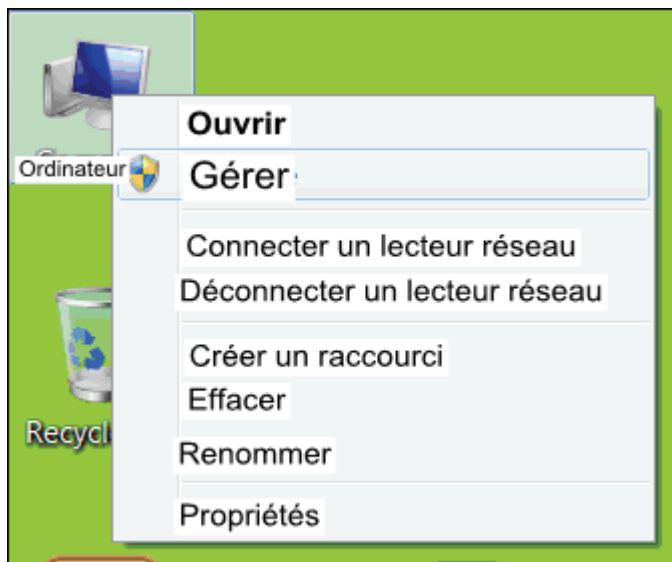 Ouvrir
Ordinateur
Gérer
Connecter un lecteur réseau
Déconnecter un lecteur réseau
Créer un raccourci
Effacer
Recycl
Renommer
Propriétés